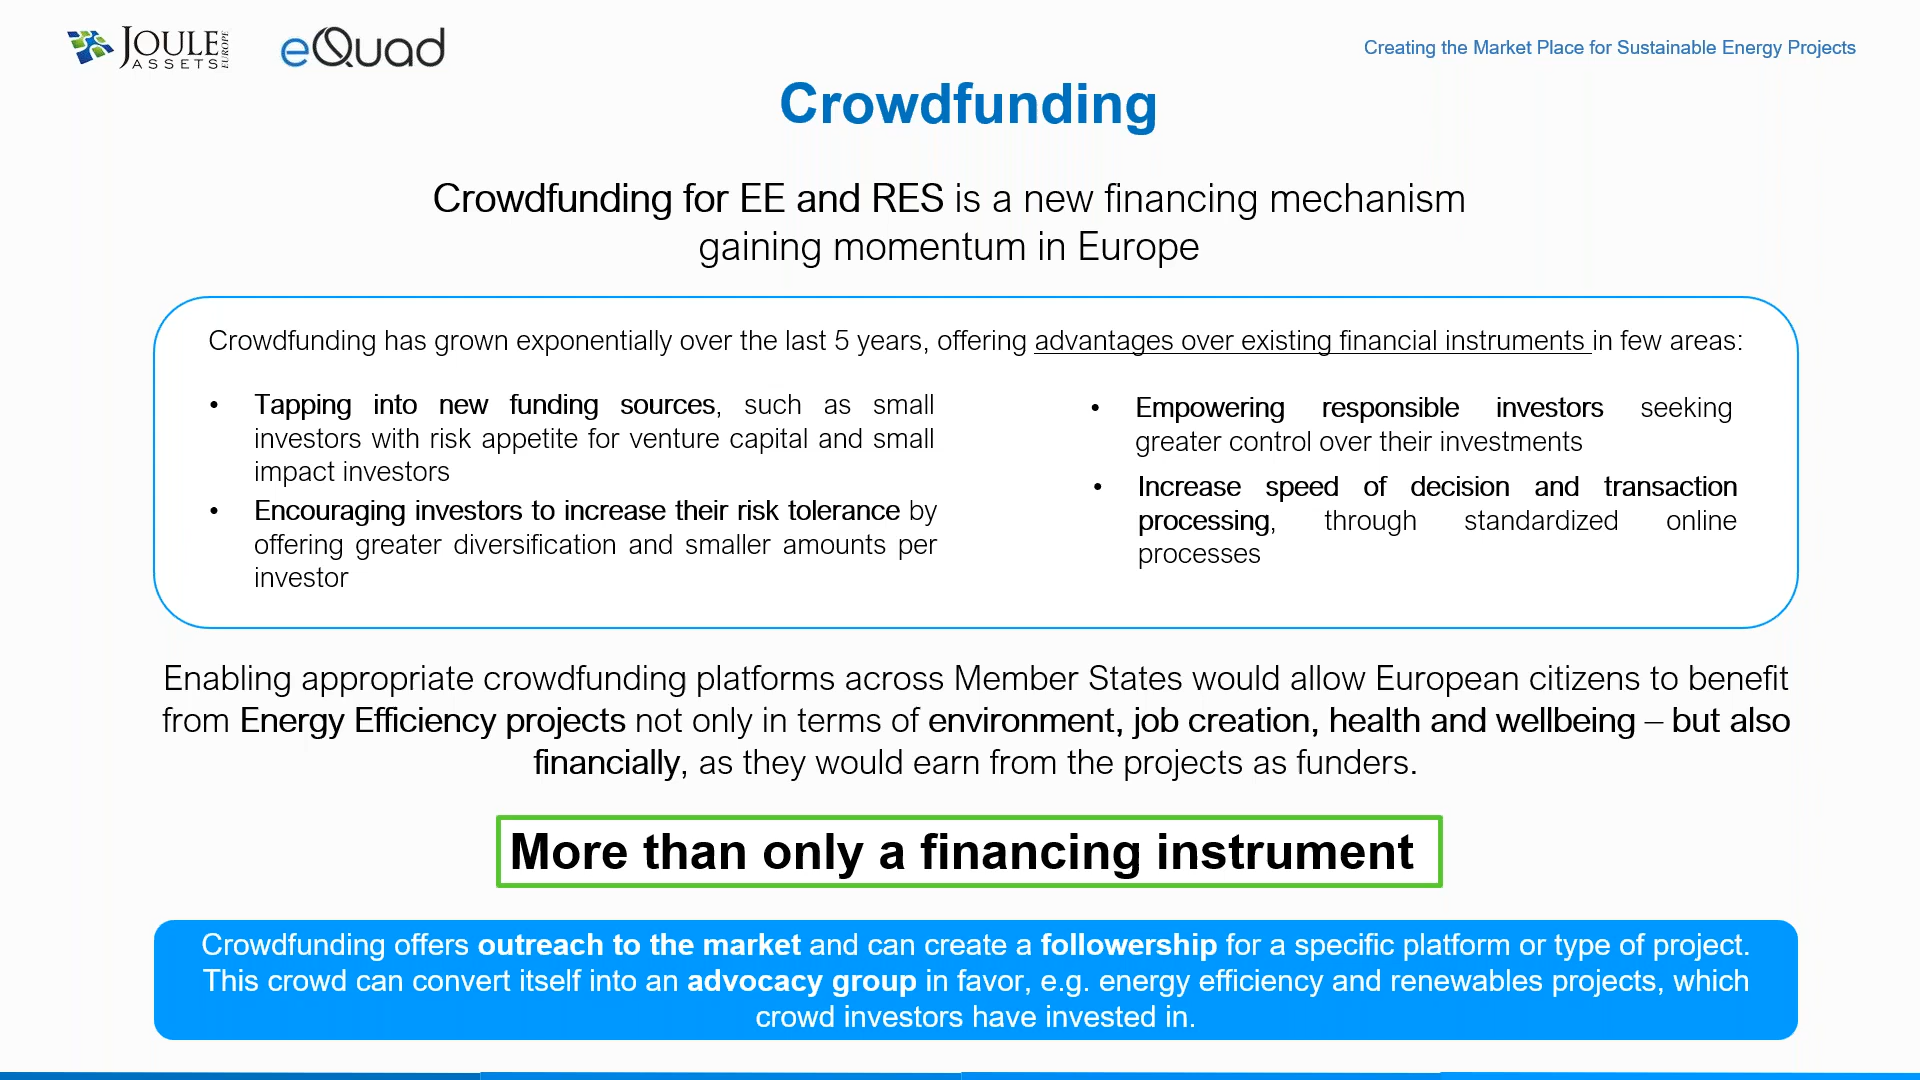 JOULE
ASSETS
EUROPE
eQuad
Creating the Market Place for Sustainable Energy Projects
Crowdfunding
Crowdfunding for EE and RES is a new financing mechanism
gaining momentum in Europe
Crowdfunding has grown exponentially over the last 5 years, offering advantages over existing financial instruments in few areas:
• Tapping into new funding sources, such as small
investors with risk appetite for venture capital and small
impact investors
• Encouraging investors to increase their risk tolerance by
offering greater diversification and smaller amounts per
investor
• Empowering responsible investors seeking
greater control over their investments
• Increase speed of decision and transaction
processing, through standardized online
processes
Enabling appropriate crowdfunding platforms across Member States would allow European citizens to benefit
from Energy Efficiency projects not only in terms of environment, job creation, health and wellbeing – but also
financially, as they would earn from the projects as funders.
More than only a financing instrument
Crowdfunding offers outreach to the market and can create a followership for a specific platform or type of project.
This crowd can convert itself into an advocacy group in favor, e.g. energy efficiency and renewables projects, which
crowd investors have invested in.